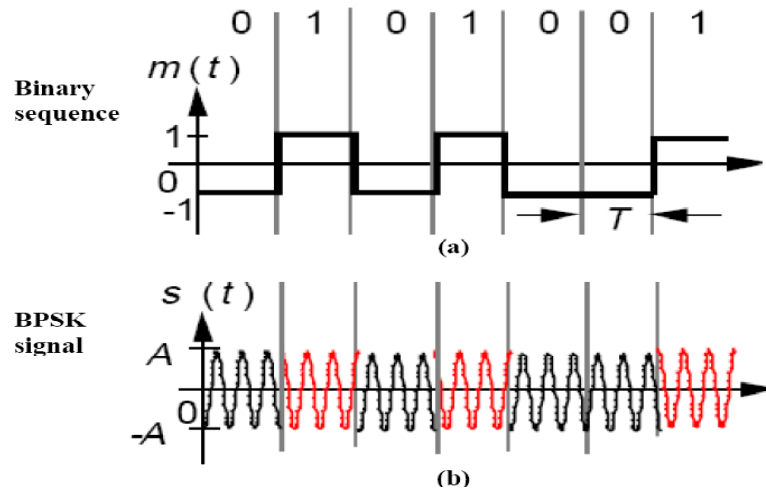 0 1 0 1 0 0 1
Binary
sequence
m (t)
1
0
-1
T
(a)
BPSK
signal
s (t)
A
0
-A
(b)